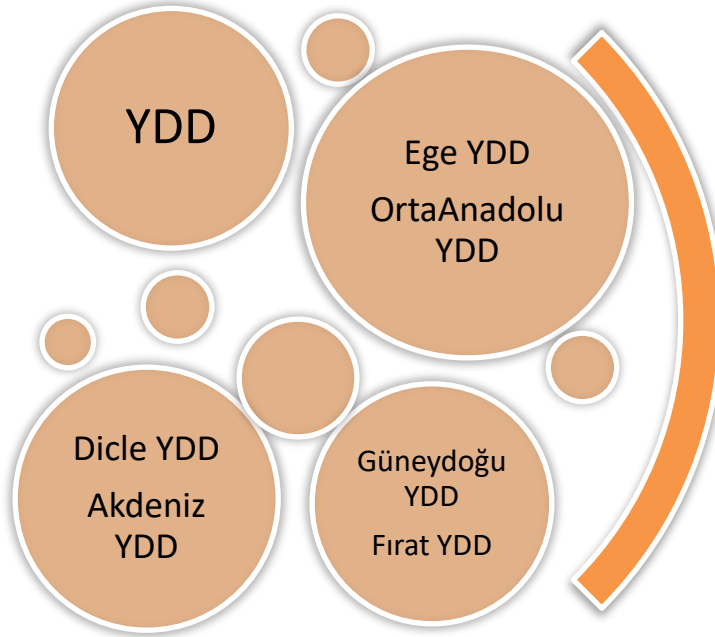 YDD
Ege YDD
OrtaAnadolu
YDD
Dicle YDD
Akdeniz
YDD
Güneydoğu
YDD
Fırat YDD